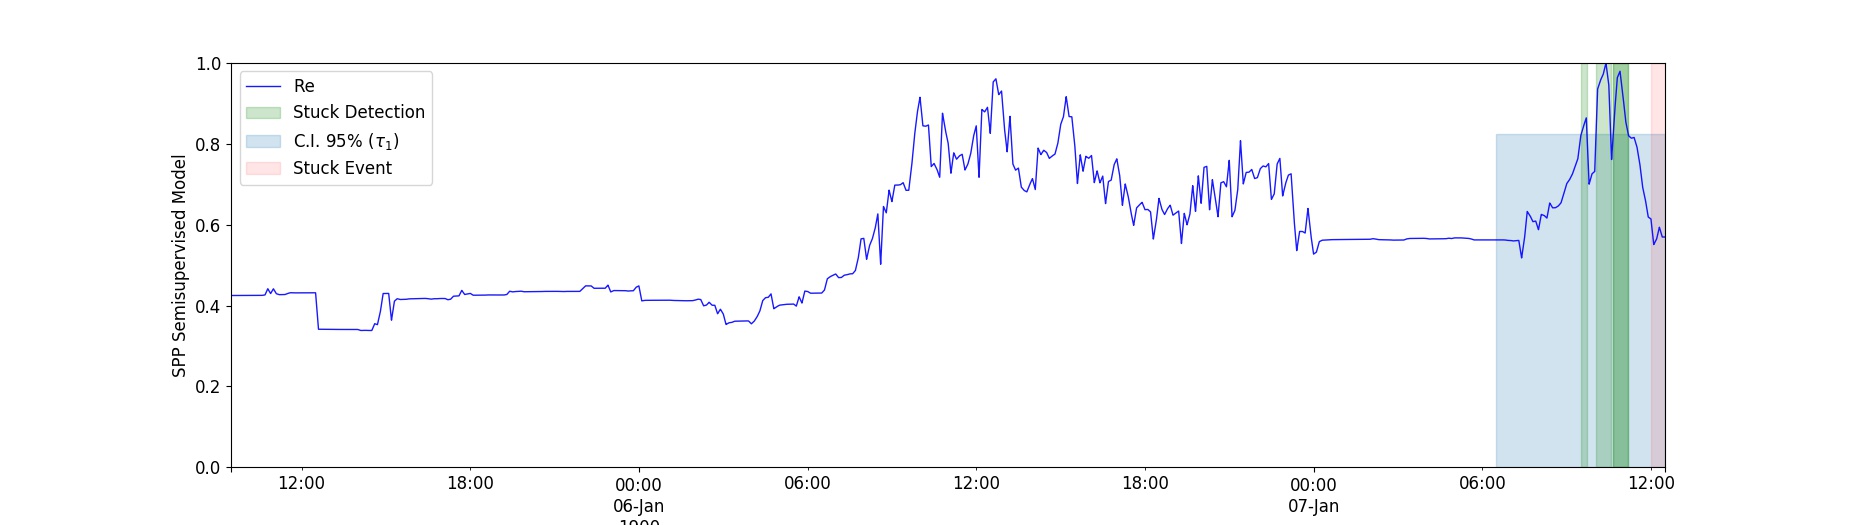 1.0
0.8
0.6
0.4
0.2
0.0
SPP Semisupervised Model
Re
Stuck Detection
C.I. 95% (τ₁)
Stuck Event
12:00 18:00 00:00 06:00 12:00 18:00 00:00 06:00 12:00
06-Jan 07-Jan
1900